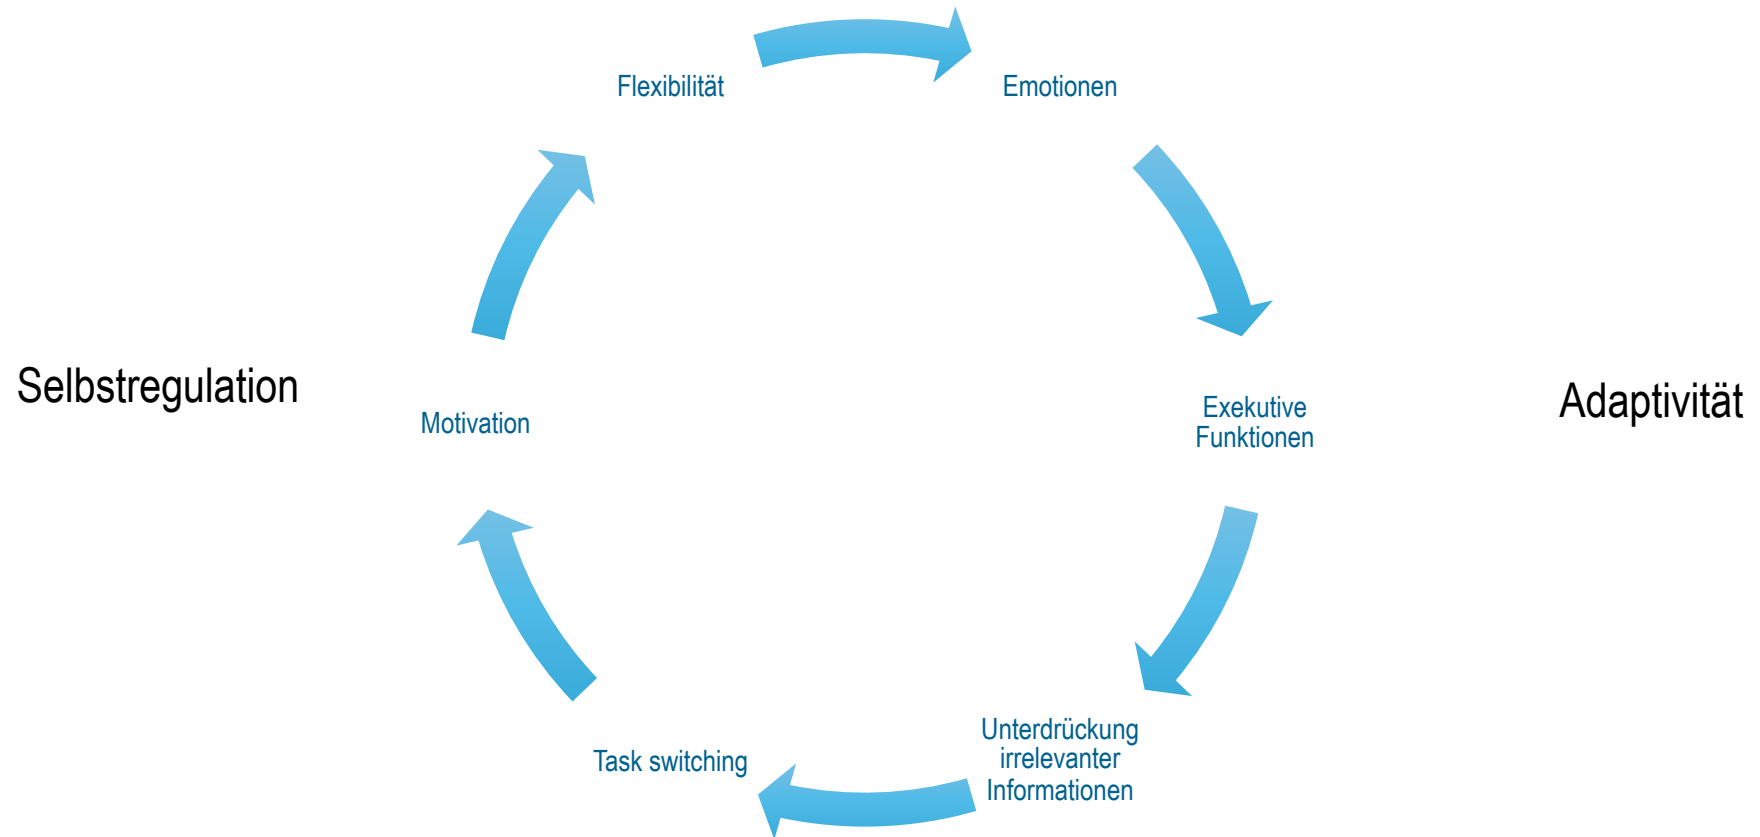 Flexibilität
Emotionen
Selbstregulation
Motivation
Exekutive
Funktionen
Adaptivität
Task switching
Unterdrückung
irrelevanter
Informationen